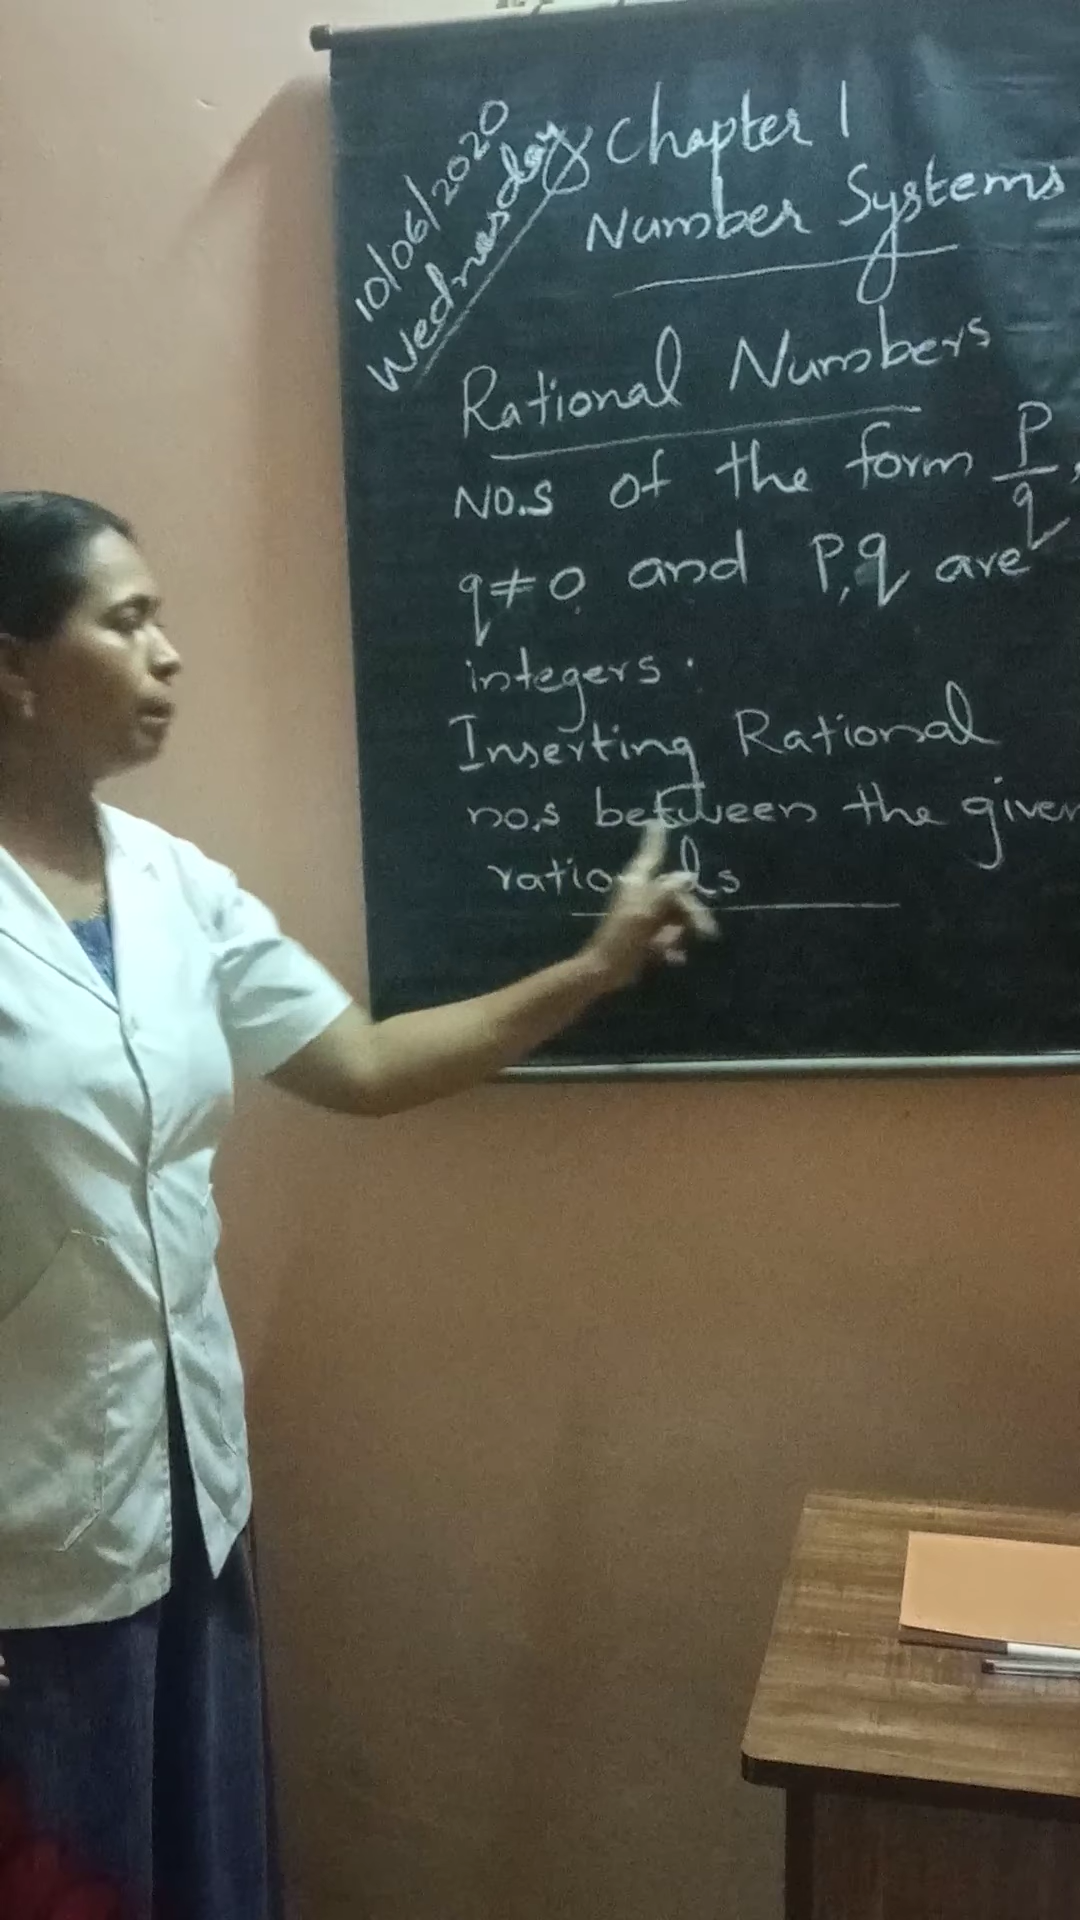 10/06/2020
Wednesday
Chapter 1
Number Systems
Rational Numbers
No.s of the form P/q,
q≠0 and P,q are
integers.
Inserting Rational
no.s between the given
rationals